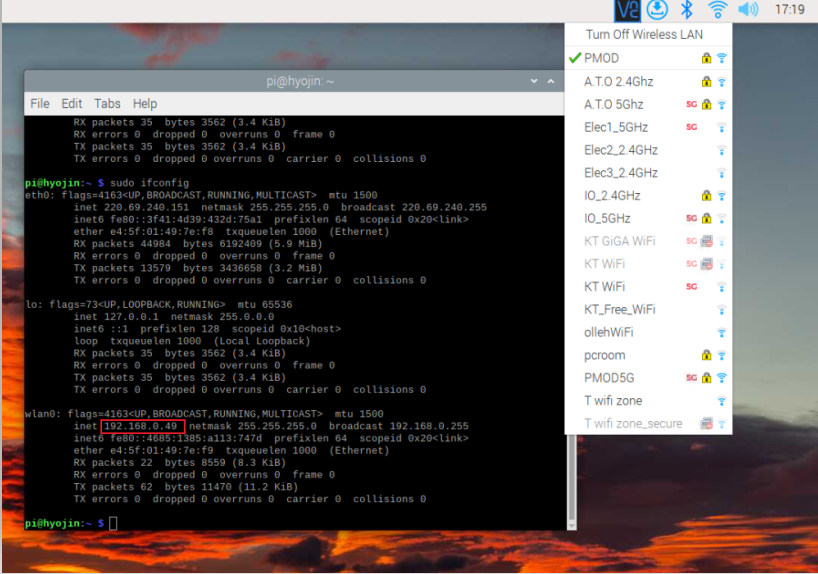 V2 17:19
Turn Off Wireless LAN
PMOD
A.T.O 2.4Ghz
A.T.O 5Ghz 5G
Elec1_5GHz 5G
Elec2_2.4GHz
Elec3_2.4GHz
IO_2.4GHz
IO_5GHz 5G
KT GiGA WiFi 5G
KT WiFi 5G
KT WiFi 5G
KT_Free_WiFi
ollehWiFi
pcroom
PMOD5G 5G
T wifi zone
T wifi zone_secure
pi@hyojin: ~
File Edit Tabs Help
RX packets 35 bytes 3562 (3.4 KiB)
RX errors 0 dropped 0 overruns 0 frame 0
TX packets 35 bytes 3562 (3.4 KiB)
TX errors 0 dropped 0 overruns 0 carrier 0 collisions 0
pi@hyojin:~ $ sudo ifconfig
eth0: flags=4163<UP,BROADCAST,RUNNING,MULTICAST> mtu 1500
inet 220.69.240.151 netmask 255.255.255.0 broadcast 220.69.240.255
inet6 fe80::3f41:4d39:432d:75a1 prefixlen 64 scopeid 0x20<link>
ether e4:5f:01:49:7e:f8 txqueuelen 1000 (Ethernet)
RX packets 44984 bytes 6192409 (5.9 MiB)
RX errors 0 dropped 0 overruns 0 frame 0
TX packets 13579 bytes 3436658 (3.2 MiB)
TX errors 0 dropped 0 overruns 0 carrier 0 collisions 0
lo: flags=73<UP,LOOPBACK,RUNNING> mtu 65536
inet 127.0.0.1 netmask 255.0.0.0
inet6 ::1 prefixlen 128 scopeid 0x10<host>
loop txqueuelen 1000 (Local Loopback)
RX packets 35 bytes 3562 (3.4 KiB)
RX errors 0 dropped 0 overruns 0 frame 0
TX packets 35 bytes 3562 (3.4 KiB)
TX errors 0 dropped 0 overruns 0 carrier 0 collisions 0
wlan0: flags=4163<UP,BROADCAST,RUNNING,MULTICAST> mtu 1500
inet 192.168.0.49 netmask 255.255.255.0 broadcast 192.168.0.255
inet6 fe80::4685:1385:a113:747d prefixlen 64 scopeid 0x20<link>
ether e4:5f:01:49:7e:f9 txqueuelen 1000 (Ethernet)
RX packets 22 bytes 8559 (8.3 KiB)
RX errors 0 dropped 0 overruns 0 frame 0
TX packets 62 bytes 11470 (11.2 KiB)
TX errors 0 dropped 0 overruns 0 carrier 0 collisions 0
pi@hyojin:~ $